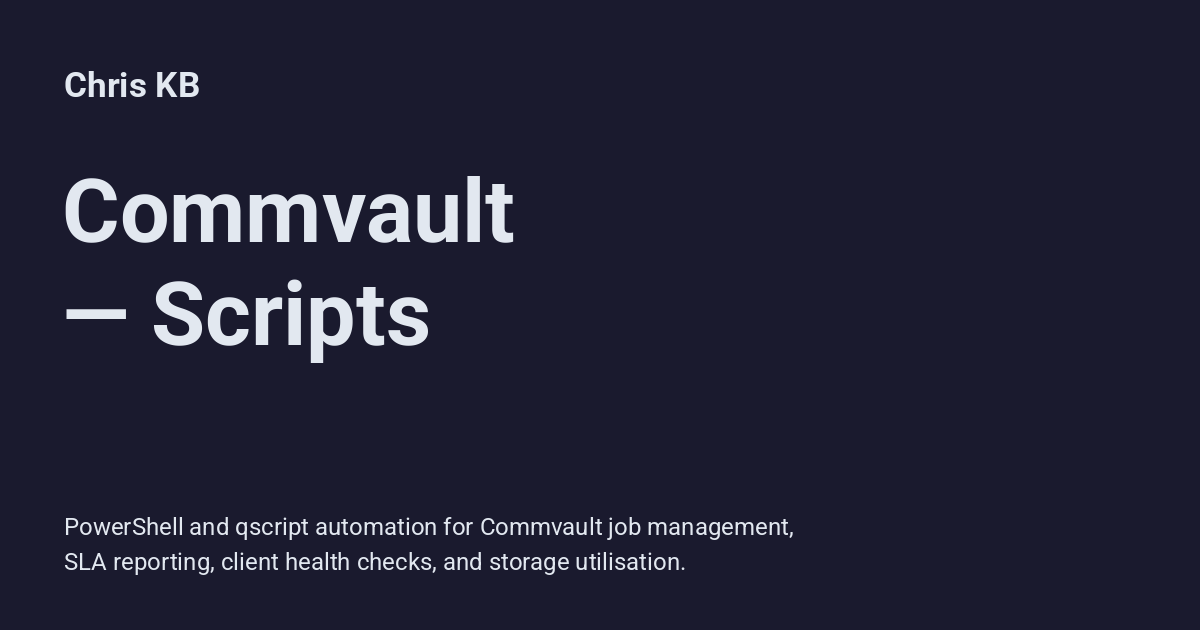 Chris KB
Commvault
— Scripts
PowerShell and qscript automation for Commvault job management,
SLA reporting, client health checks, and storage utilisation.